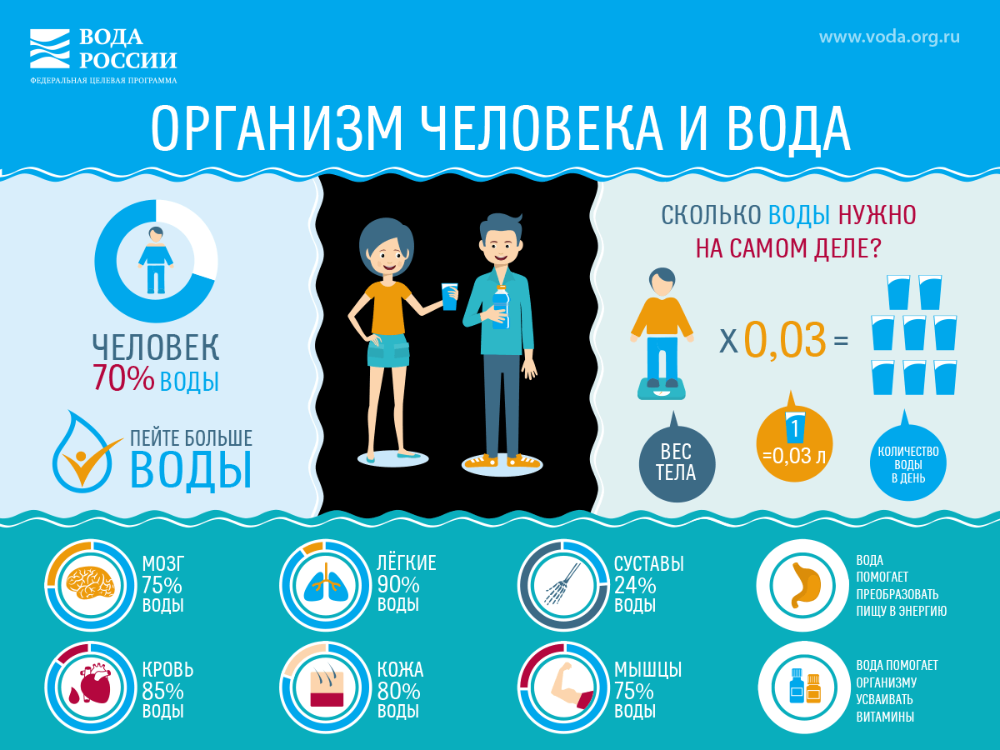 ВОДА
РОССИИ
ФЕДЕРАЛЬНАЯ ЦЕЛЕВАЯ ПРОГРАММА
www.voda.org.ru
ОРГАНИЗМ ЧЕЛОВЕКА И ВОДА
ЧЕЛОВЕК
70% ВОДЫ
ПЕЙТЕ БОЛЬШЕ
ВОДЫ
СКОЛЬКО ВОДЫ НУЖНО
НА САМОМ ДЕЛЕ?
X 0,03 =
ВЕС
ТЕЛА
1
=0,03 л
КОЛИЧЕСТВО
ВОДЫ
В ДЕНЬ
МОЗГ
75%
ВОДЫ
ЛЁГКИЕ
90%
ВОДЫ
СУСТАВЫ
24%
ВОДЫ
ВОДА
ПОМОГАЕТ
ПРЕОБРАЗОВАТЬ
ПИЩУ В ЭНЕРГИЮ
КРОВЬ
85%
ВОДЫ
КОЖА
80%
ВОДЫ
МЫШЦЫ
75%
ВОДЫ
ВОДА ПОМОГАЕТ
ОРГАНИЗМУ
УСВАИВАТЬ
ВИТАМИНЫ